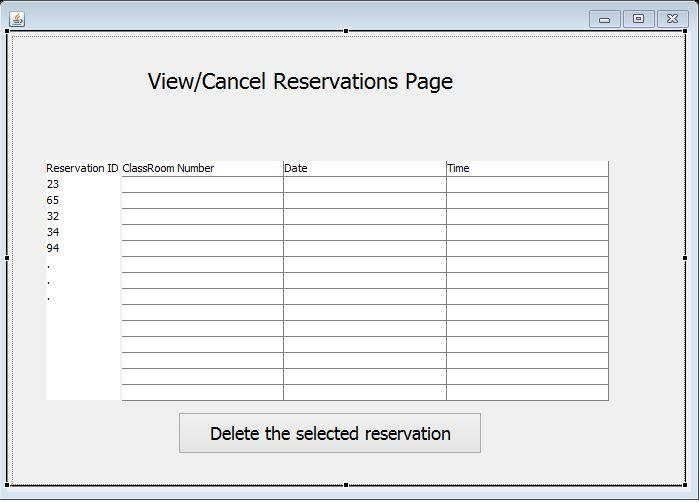 View/Cancel Reservations Page
Reservation ID ClassRoom Number Date Time
23
65
32
34
94
.
.
.
Delete the selected reservation